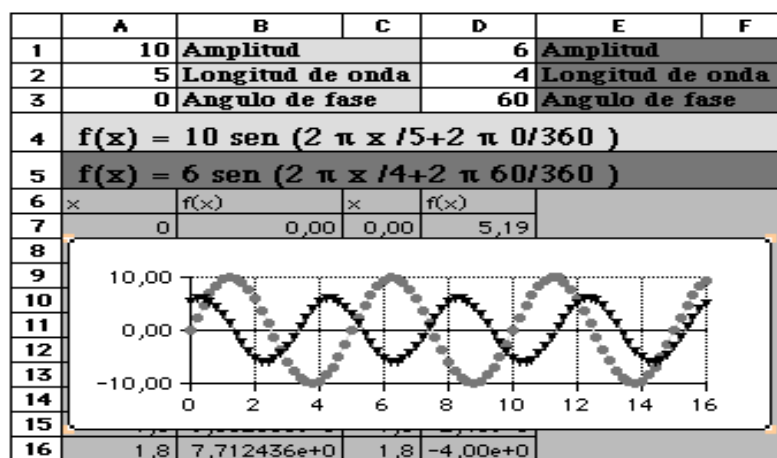 A B C D E F
1 10 Amplitud 6 Amplitud
2 5 Longitud de onda 4 Longitud de onda
3 0 Angulo de fase 60 Angulo de fase
4 f(x) = 10 sen (2 π x /5+2 π 0/360 )
5 f(x) = 6 sen (2 π x /4+2 π 60/360 )
6 x f(x) x f(x)
7 0 0,00 0,00 5,19
8
9 10,00
10
11 0,00
12
13 -10,00
14 0 2 4 6 8 10 12 14 16
15
16 1,8 7,712436e+0 1,8 -4,00e+0